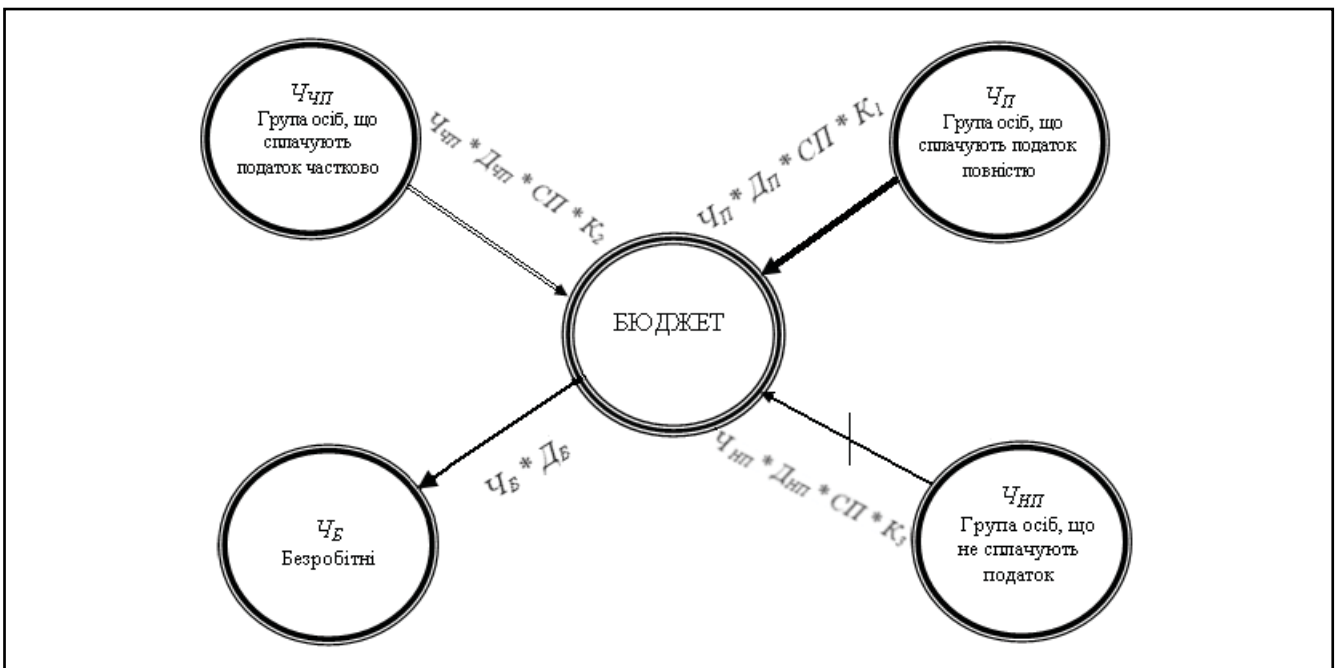 Ч_ЧП
Група осіб, що
сплачують
податок частково
Ч_ЧП * Д_ЧП * СП * К_2
Ч_П * Д_П * СП * К_1
Ч_П
Група осіб, що
сплачують податок
повністю
БЮДЖЕТ
Ч_Б
Безробітні
Ч_Б * Д_Б
Ч_НП * Д_НП * СП * К_3
Ч_НП
Група осіб, що
не сплачують
податок